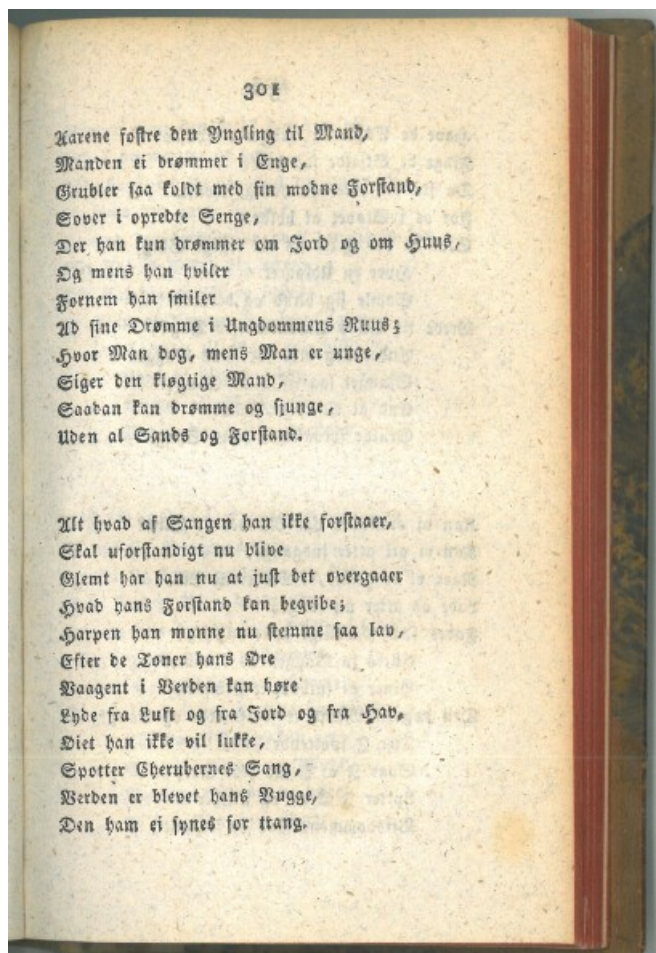 301
Aarene fostre den Yngling til Mand,
Manden ei drømmer i Enge,
Grubler saa koldt med sin modne Forstand,
Sover i opredte Senge,
Der han kun drømmer om Jord og om Huus,
Og mens han hviler
Fornem han smiler
Ad sine Drømme i Ungdommens Ruus;
Hvor Man dog, mens Man er unge,
Siger den kløgtige Mand,
Saadan kan drømme og sjunge,
Uden al Sands og Forstand.
Alt hvad af Sangen han ikke forstaaer,
Skal uforstandigt nu blive
Glemt har han nu at just det overgaaer
Hvad hans Forstand kan begribe;
Harpen han monne nu stemme saa lav,
Efter de Toner hans Øre
Vaagent i Verden kan høre
Lyde fra Luft og fra Jord og fra Hav,
Øiet han ikke vil lukke,
Spotter Cherubernes Sang,
Verden er blevet hans Vugge,
Den ham ei synes for trang.